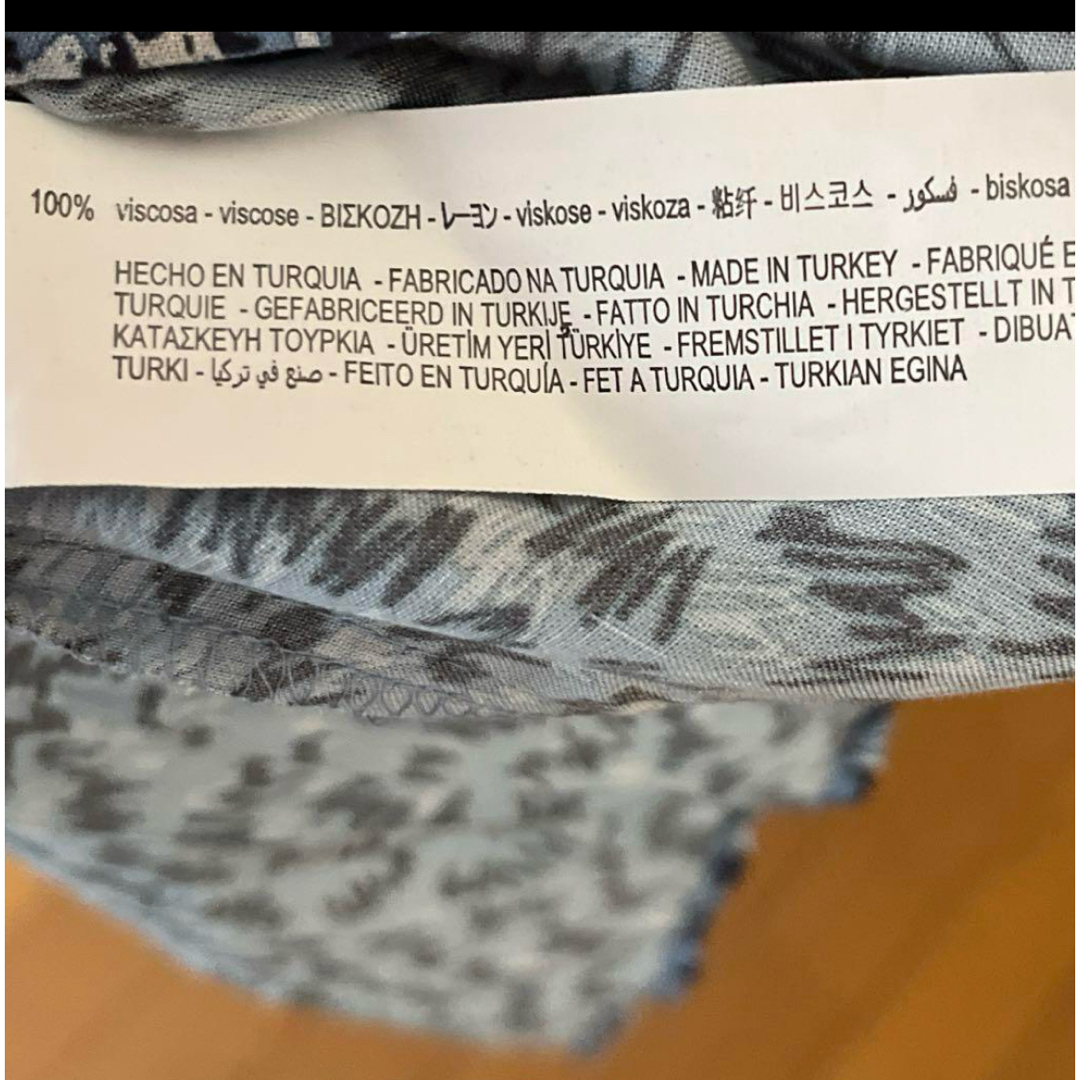 100% viscosa - viscose - ΒΙΣΚΟΖΗ - レーヨン - viskose - viskoza - 粘纤 - 비스코스 - فسكوز - biskosa
HECHO EN TURQUIA - FABRICADO NA TURQUIA - MADE IN TURKEY - FABRIQUÉ E
TURQUIE - GEFABRICEERD IN TURKIJE - FATTO IN TURCHIA - HERGESTELLT IN T
ΚΑΤΑΣΚΕΥΗ ΤΟΥΡΚΙΑ - ÜRETİM YERİ TÜRKİYE - FREMSTILLET I TYRKIET - DIBUAT
TURKI - صنع في تركيا - FEITO EN TURQUÍA - FET A TURQUIA - TURKIAN EGINA